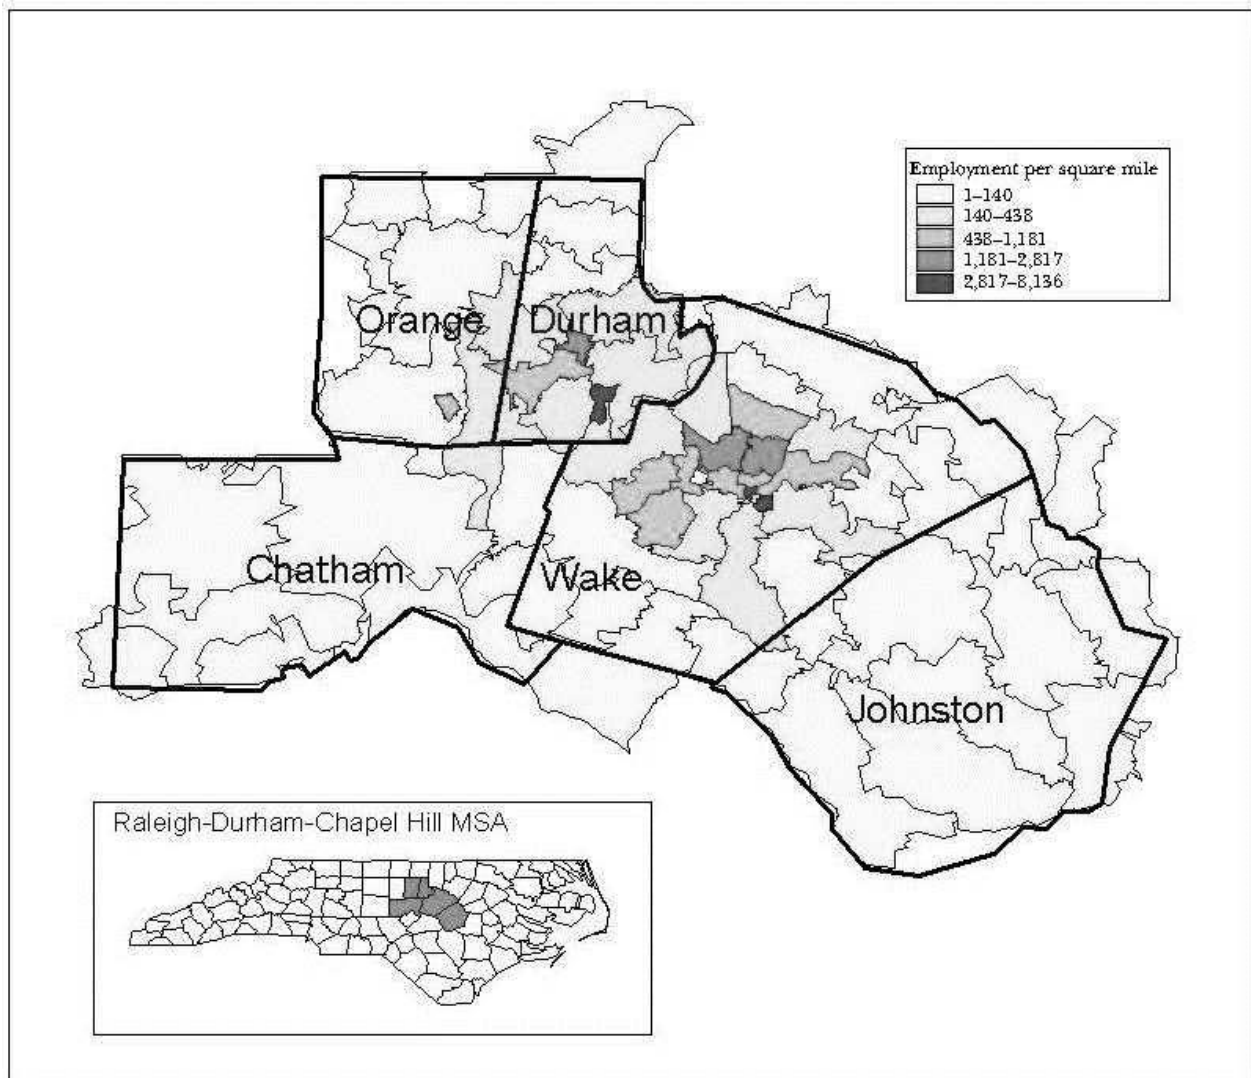 Employment per square mile
1–140
140–438
438–1,181
1,181–2,817
2,817–8,136
Orange
Durham
Chatham
Wake
Johnston
Raleigh-Durham-Chapel Hill MSA